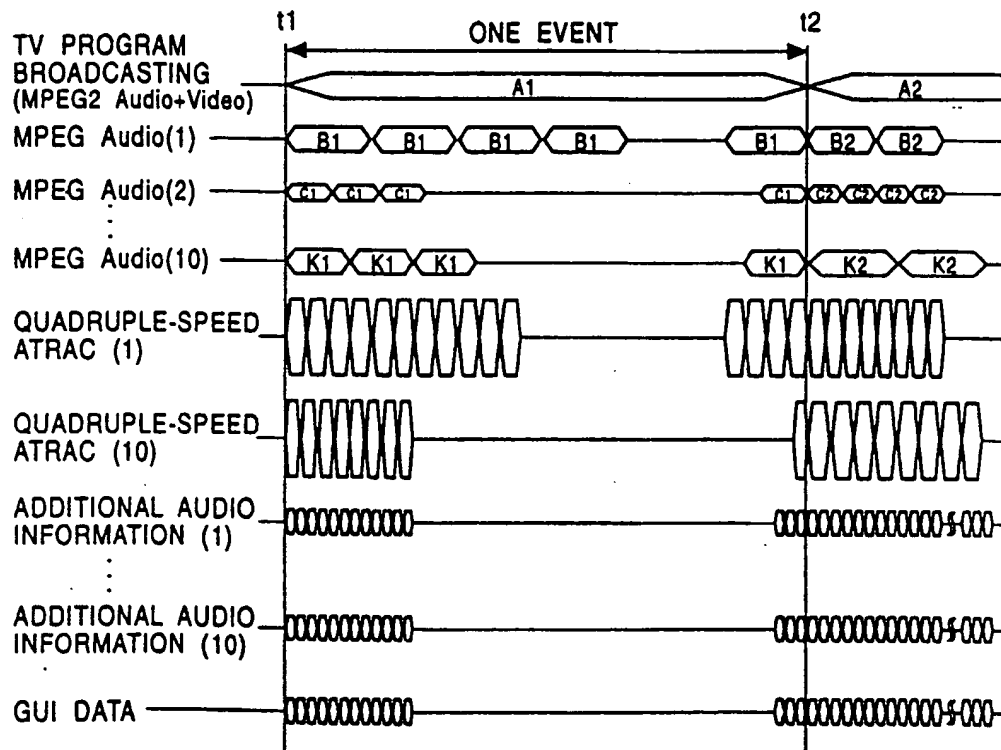 t1 ONE EVENT t2
TV PROGRAM
BROADCASTING
(MPEG2 Audio+Video)
A1 A2
MPEG Audio(1) B1 B1 B1 B1 B1 B2 B2
MPEG Audio(2) C1 C1 C1 C1 C2 C2 C2 C2
MPEG Audio(10) K1 K1 K1 K1 K2 K2
QUADRUPLE-SPEED
ATRAC (1)
QUADRUPLE-SPEED
ATRAC (10)
ADDITIONAL AUDIO
INFORMATION (1)
ADDITIONAL AUDIO
INFORMATION (10)
GUI DATA